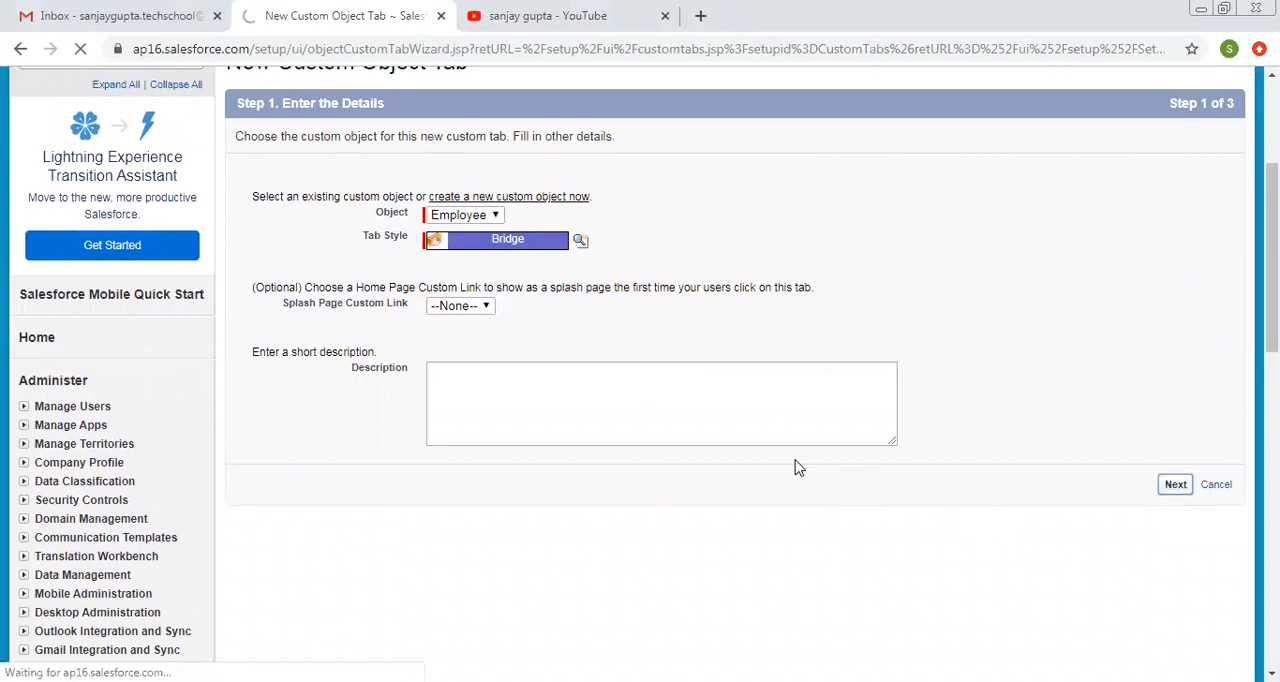 Inbox - sanjaygupta.techschool@
New Custom Object Tab ~ Sales
sanjay gupta - YouTube
ap16.salesforce.com/setup/ui/objectCustomTabWizard.jsp?retURL=%2Fsetup%2Fui%2Fcustomtabs.jsp%3Fsetupid%3DCustomTabs%26retURL%3D%252Fui%252Fsetup%252FSet...
S
Expand All | Collapse All
Lightning Experience
Transition Assistant
Move to the new, more productive
Salesforce.
Get Started
Salesforce Mobile Quick Start
Home
Administer
Manage Users
Manage Apps
Manage Territories
Company Profile
Data Classification
Security Controls
Domain Management
Communication Templates
Translation Workbench
Data Management
Mobile Administration
Desktop Administration
Outlook Integration and Sync
Gmail Integration and Sync
Waiting for ap16.salesforce.com...
New Custom Object Tab
Step 1. Enter the Details
Step 1 of 3
Choose the custom object for this new custom tab. Fill in other details.
Select an existing custom object or create a new custom object now.
Object Employee
Tab Style Bridge
(Optional) Choose a Home Page Custom Link to show as a splash page the first time your users click on this tab.
Splash Page Custom Link --None--
Enter a short description.
Description
Next Cancel